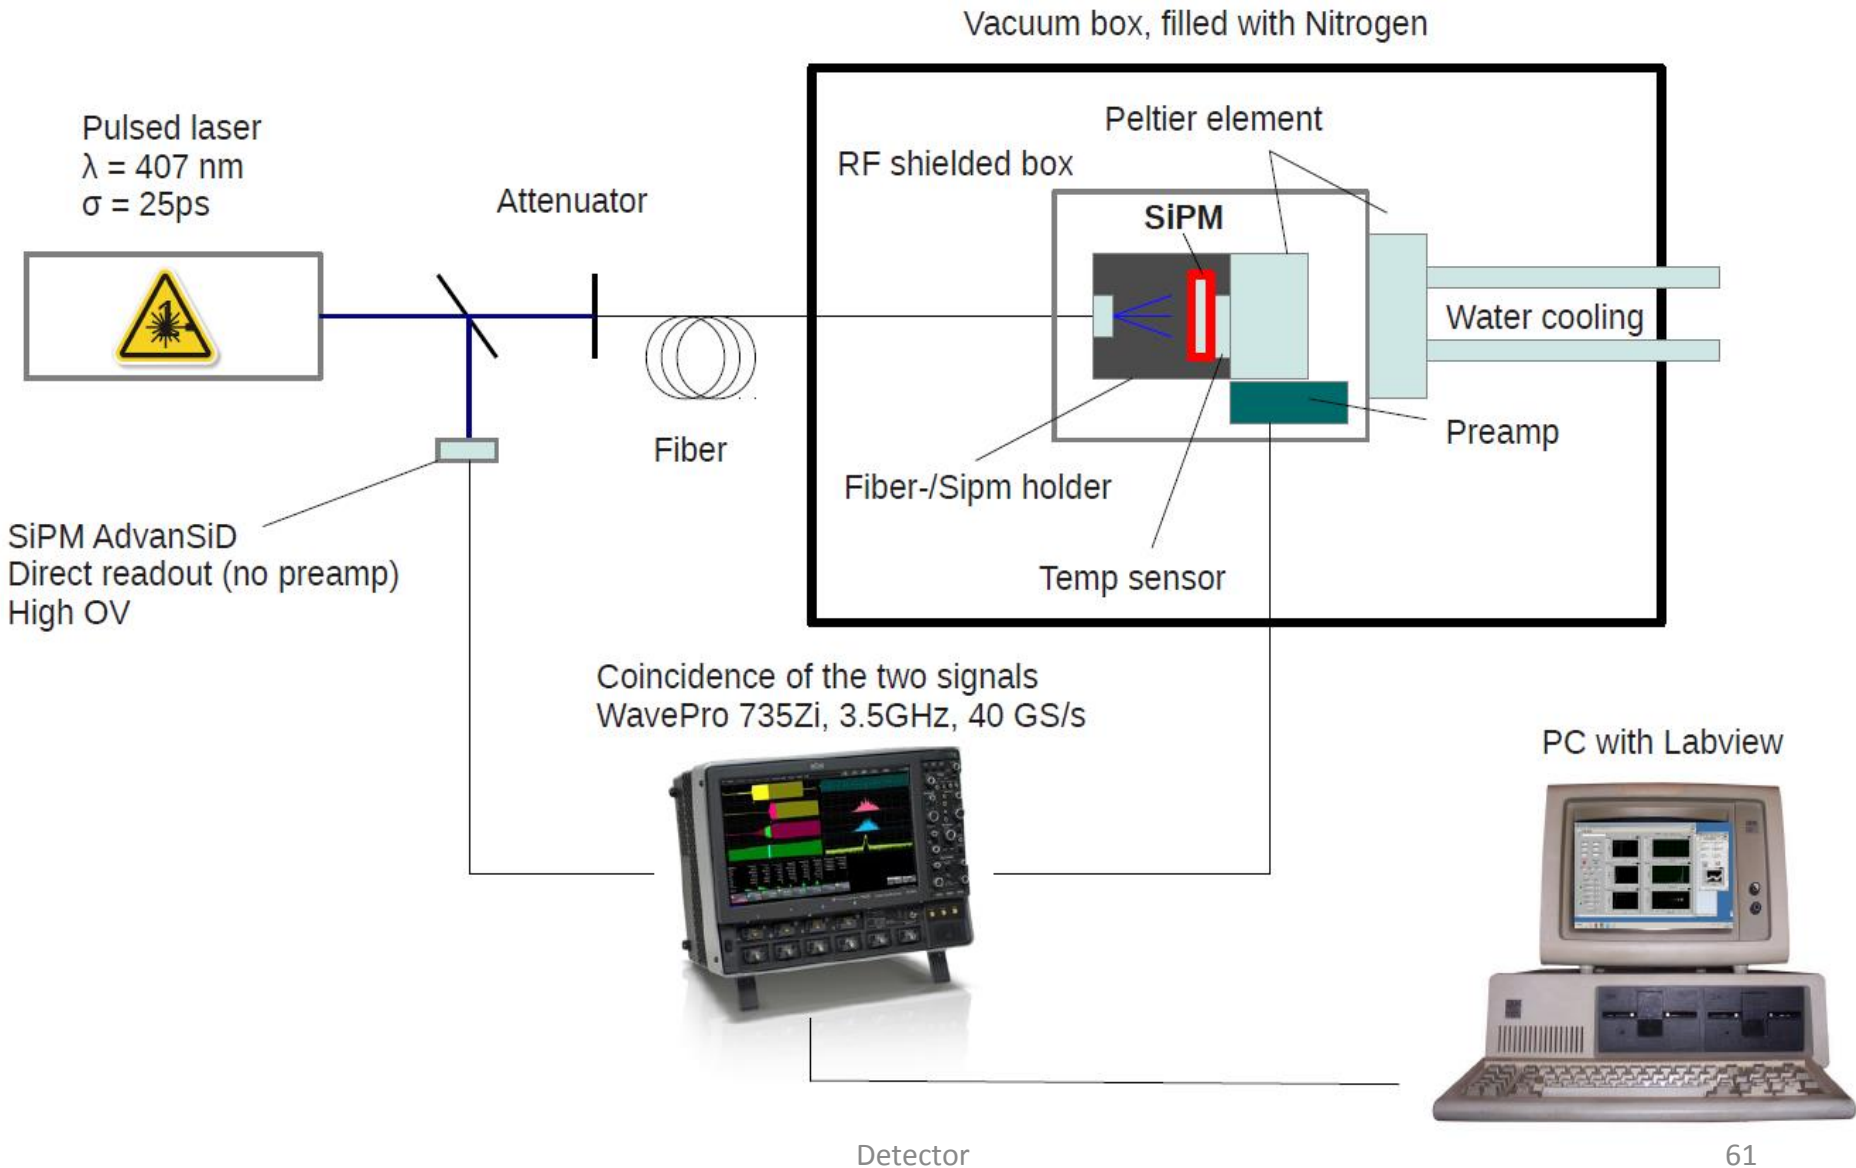 Vacuum box, filled with Nitrogen
Pulsed laser
λ = 407 nm
σ = 25ps
Attenuator
Peltier element
RF shielded box
SiPM
Water cooling
Fiber
Preamp
Fiber-/Sipm holder
Temp sensor
SiPM AdvanSiD
Direct readout (no preamp)
High OV
Coincidence of the two signals
WavePro 735Zi, 3.5GHz, 40 GS/s
PC with Labview
Detector
61